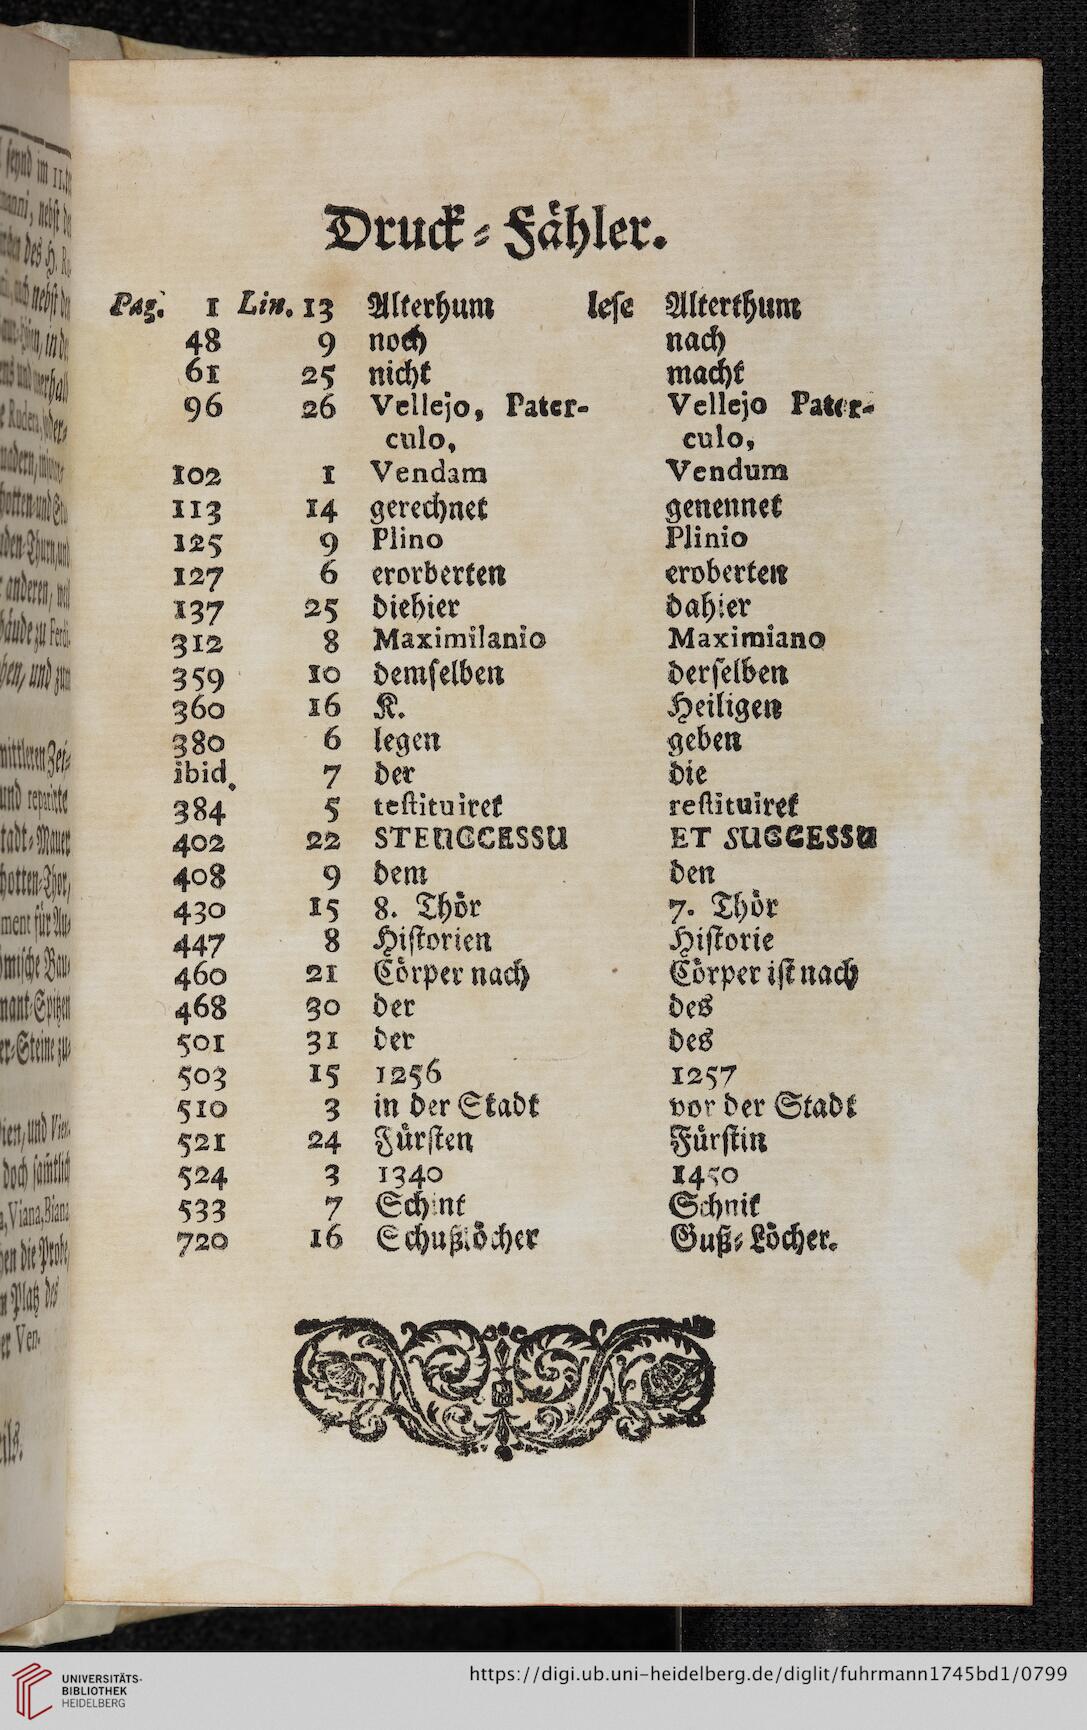 Druck-Fähler.
Pag. 1 Lin. 13 Alterhum lese Alterthum
48 9 noch nach
61 25 nicht macht
96 26 Vellejo, Pater- Vellejo Pater-
culo, culo,
102 1 Vendam Vendum
113 14 gerechnet genennet
125 9 Plino Plinio
127 6 erorberten eroberten
137 25 diehier dahier
312 8 Maximilanio Maximiano
359 10 demselben derselben
360 16 K. Heiligen
380 6 legen geben
ibid. 7 der die
384 5 testituiret restituiret
402 22 ET SUGGESSU
408 9 dem den
430 15 8. Thör 7. Thör
447 8 Historien Historie
460 21 Cörper nach Cörper ist nach
468 30 der des
501 31 der des
503 15 1256 1257
510 3 in der Stadt vor der Stadt
521 24 Fürsten Fürstin
524 3 1340 1450
533 7 Schint Schnit
720 16 Schußlöcher Guß-Löcher.
UNIVERSITÄTS-
BIBLIOTHEK
HEIDELBERG
https://digi.ub.uni-heidelberg.de/diglit/fuhrmann1745bd1/0799